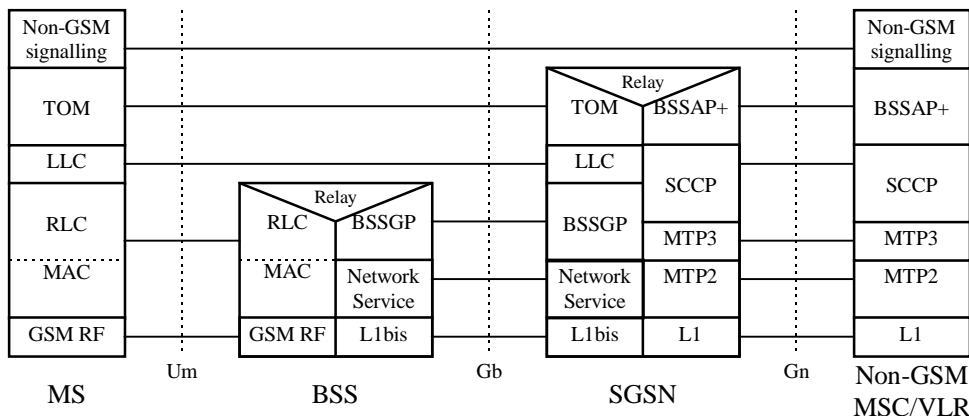 Non-GSM
signalling
Non-GSM
signalling
Relay
TOM
TOM
BSSAP+
BSSAP+
LLC
LLC
SCCP
SCCP
Relay
RLC
RLC
BSSGP
BSSGP
MTP3
MTP3
MAC
MAC
Network
Service
Network
Service
MTP2
MTP2
GSM RF
GSM RF
L1bis
L1bis
L1
L1
Um
Gb
Gn
MS
BSS
SGSN
Non-GSM
MSC/VLR